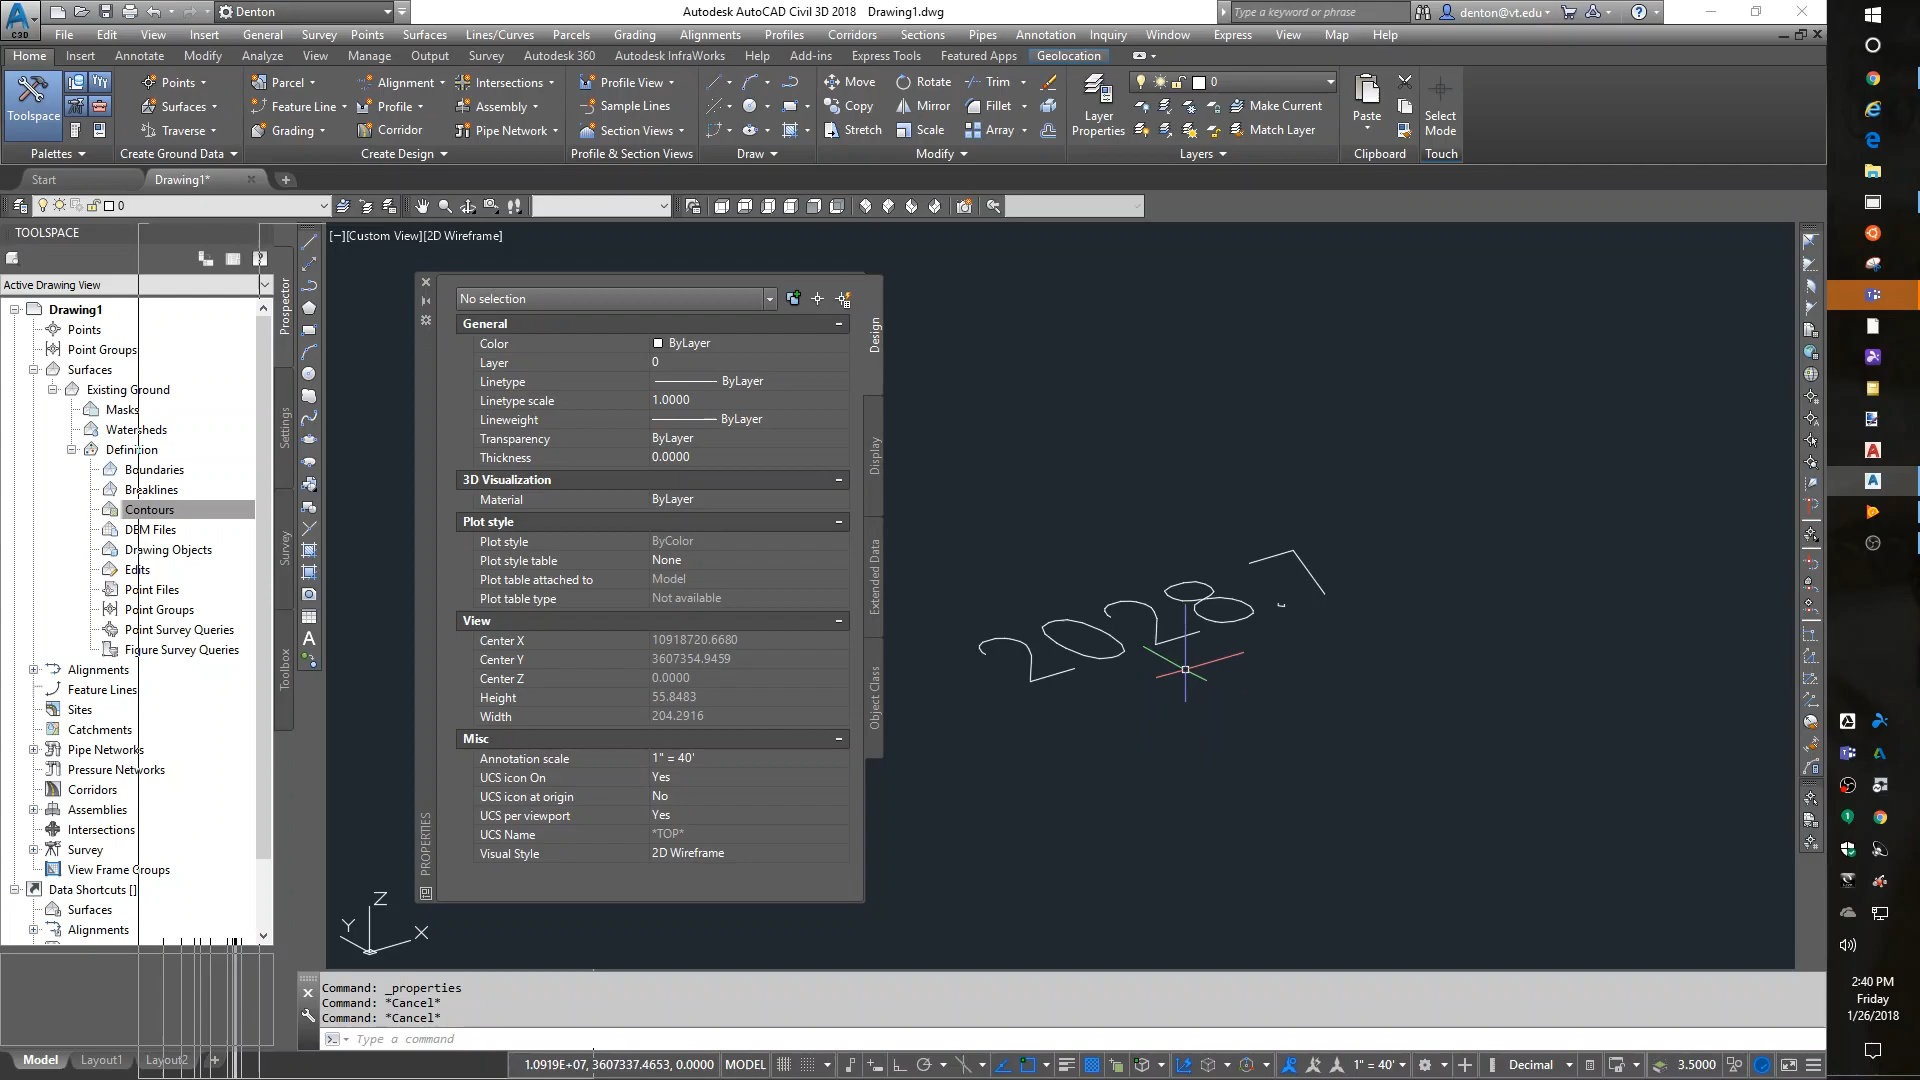 Denton
Autodesk AutoCAD Civil 3D 2018 Drawing1.dwg
Type a keyword or phrase
denton@vt.edu
C3D
File Edit View Insert General Survey Points Surfaces Lines/Curves Parcels Grading Alignments Profiles Corridors Sections Pipes Annotation Inquiry Window Express View Map Help
Home Insert Annotate Modify Analyze View Manage Output Survey Autodesk 360 Autodesk InfraWorks Help Add-ins Express Tools Featured Apps Geolocation
Points Parcel Alignment Intersections Profile View Move Rotate Trim 0
Surfaces Feature Line Profile Assembly Sample Lines Copy Mirror Fillet Make Current
Toolspace Traverse Grading Corridor Pipe Network Section Views Stretch Scale Array Layer Properties Match Layer Paste Select Mode
Palettes Create Ground Data Create Design Profile & Section Views Draw Modify Layers Clipboard Touch
Start Drawing1*
0
TOOLSPACE
[−][Custom View][2D Wireframe]
Active Drawing View
Drawing1
Points
Point Groups
Surfaces
Existing Ground
Masks
Watersheds
Definition
Boundaries
Breaklines
Contours
DEM Files
Drawing Objects
Edits
Point Files
Point Groups
Point Survey Queries
Figure Survey Queries
Alignments
Feature Lines
Sites
Catchments
Pipe Networks
Pressure Networks
Corridors
Assemblies
Intersections
Survey
View Frame Groups
Data Shortcuts []
Surfaces
Alignments
Prospector
Settings
Survey
Toolbox
No selection
General
Color ByLayer
Layer 0
Linetype ByLayer
Linetype scale 1.0000
Lineweight ByLayer
Transparency ByLayer
Thickness 0.0000
3D Visualization
Material ByLayer
Plot style
Plot style ByColor
Plot style table None
Plot table attached to Model
Plot table type Not available
View
Center X 10918720.6680
Center Y 3607354.9459
Center Z 0.0000
Height 55.8483
Width 204.2916
Misc
Annotation scale 1" = 40'
UCS icon On Yes
UCS icon at origin No
UCS per viewport Yes
UCS Name *TOP*
Visual Style 2D Wireframe
PROPERTIES
Design
Display
Extended Data
Object Class
2028.7
Z
Y
X
Command: _properties
Command: *Cancel*
Command: *Cancel*
Type a command
Model Layout1 Layout2
1.0919E+07, 3607337.4653, 0.0000 MODEL 1" = 40' Decimal 3.5000
2:40 PM
Friday
1/26/2018